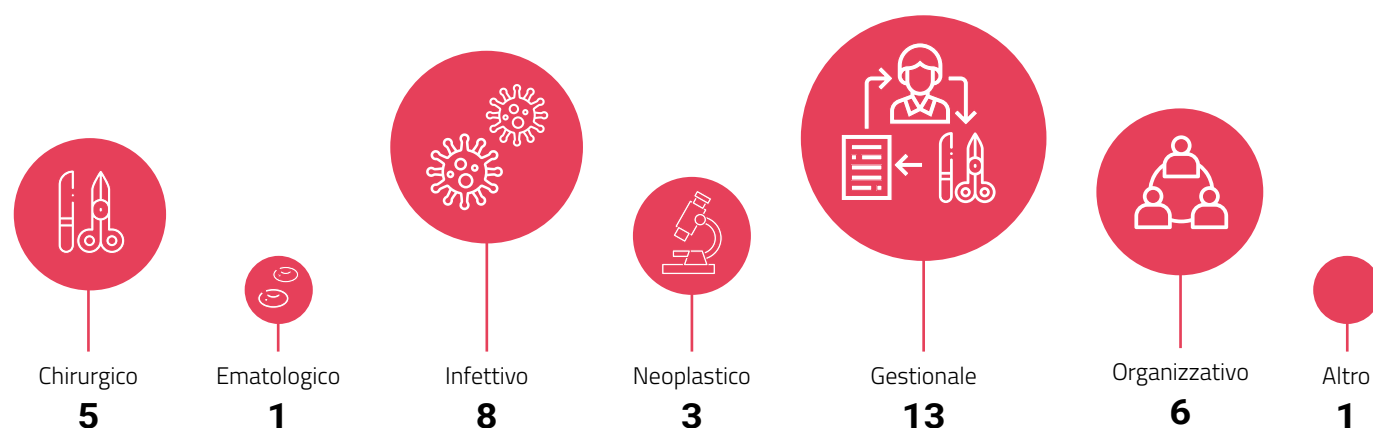 Chirurgico
5
Ematologico
1
Infettivo
8
Neoplastico
3
Gestionale
13
Organizzativo
6
Altro
1